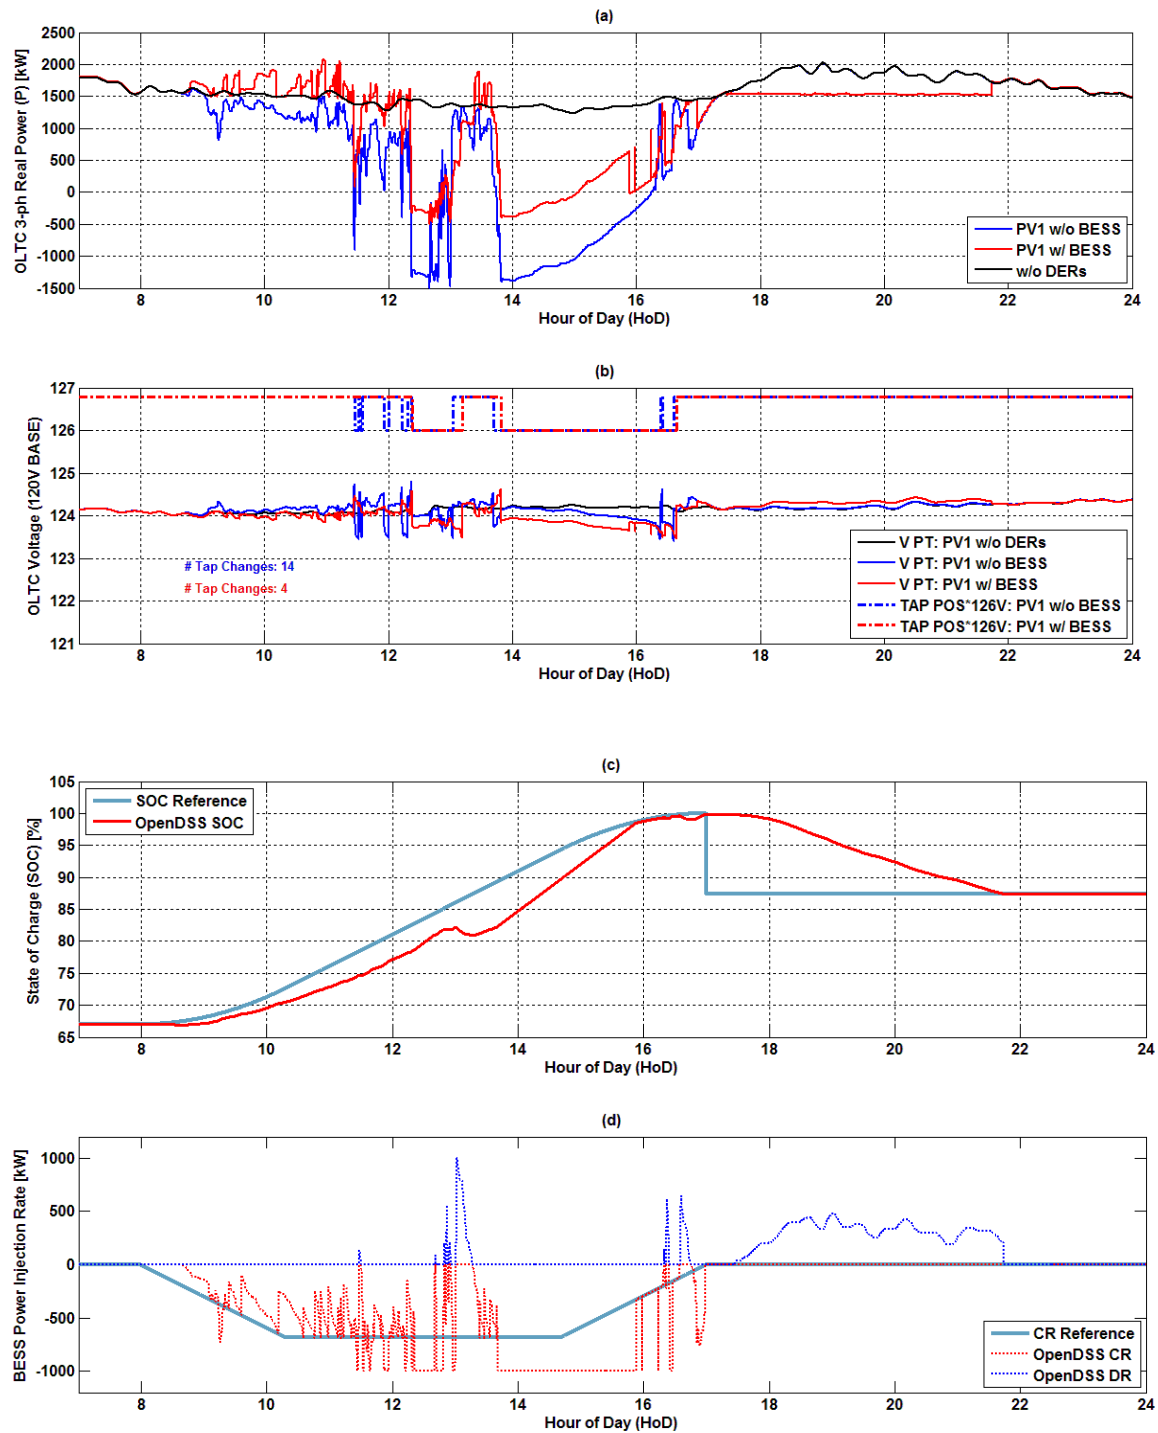 (a)
OLTC 3-ph Real Power (P) [kW]
2500
2000
1500
1000
500
0
-500
-1000
-1500
PV1 w/o BESS
PV1 w/ BESS
w/o DERs
8 10 12 14 16 18 20 22 24
Hour of Day (HoD)
(b)
OLTC Voltage (120V BASE)
127
126
125
124
123
122
121
# Tap Changes: 14
# Tap Changes: 4
V PT: PV1 w/o DERs
V PT: PV1 w/o BESS
V PT: PV1 w/ BESS
TAP POS*126V: PV1 w/o BESS
TAP POS*126V: PV1 w/ BESS
8 10 12 14 16 18 20 22 24
Hour of Day (HoD)
(c)
State of Charge (SOC) [%]
105
100
95
90
85
80
75
70
65
SOC Reference
OpenDSS SOC
8 10 12 14 16 18 20 22 24
Hour of Day (HoD)
(d)
BESS Power Injection Rate [kW]
1000
500
0
-500
-1000
CR Reference
OpenDSS CR
OpenDSS DR
8 10 12 14 16 18 20 22 24
Hour of Day (HoD)